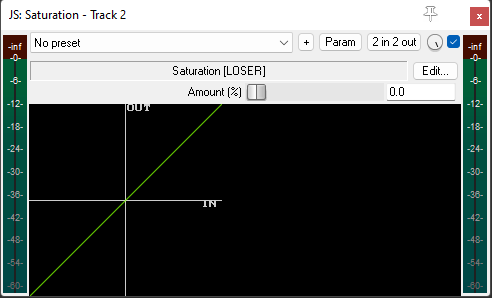 JS: Saturation - Track 2
No preset
+
Param
2 in 2 out
Saturation [LOSER]
Edit...
Amount (%)
0.0
OUT
IN
-inf
-0-
-6-
-12-
-18-
-24-
-30-
-36-
-42-
-48-
-54-
-60-
-inf
-0-
-6-
-12-
-18-
-24-
-30-
-36-
-42-
-48-
-54-
-60-